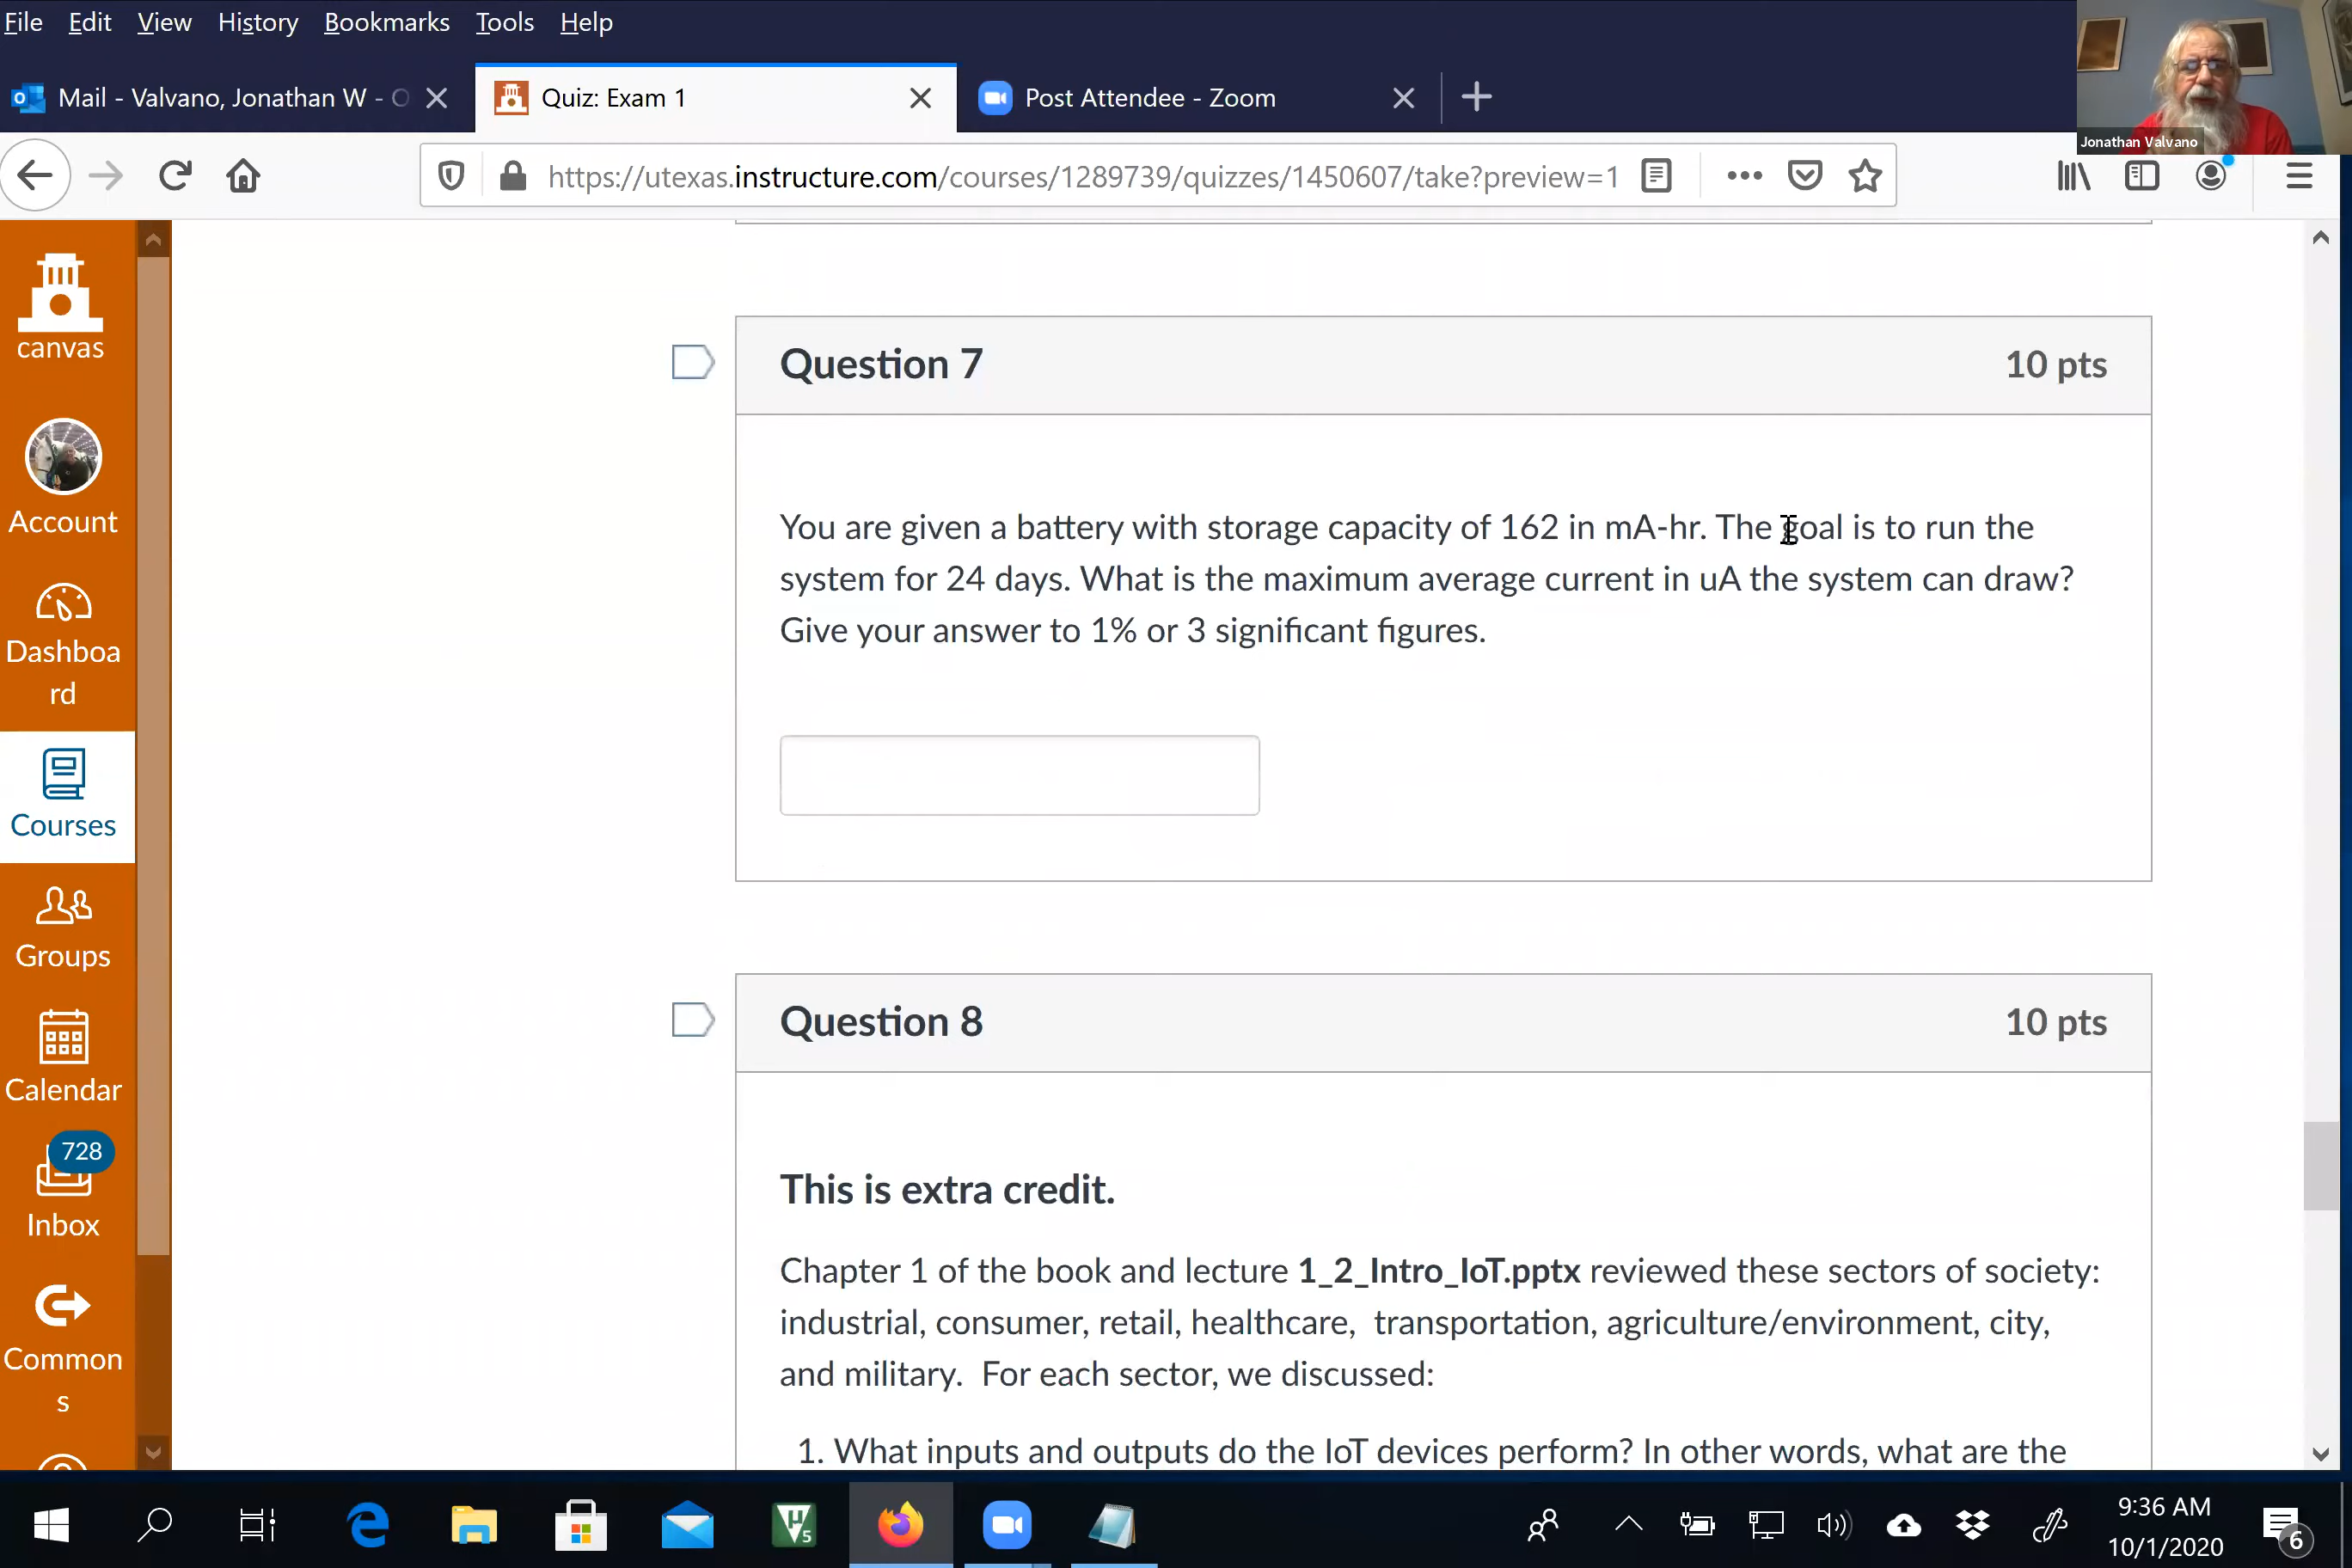 File Edit View History Bookmarks Tools Help
Mail - Valvano, Jonathan W - O
Quiz: Exam 1
Post Attendee - Zoom
Jonathan Valvano
https://utexas.instructure.com/courses/1289739/quizzes/1450607/take?preview=1
canvas
Account
Dashboa
rd
Courses
Groups
Calendar
728
Inbox
Common
s
Question 7
10 pts
You are given a battery with storage capacity of 162 in mA-hr. The goal is to run the
system for 24 days. What is the maximum average current in uA the system can draw?
Give your answer to 1% or 3 significant figures.
Question 8
10 pts
This is extra credit.
Chapter 1 of the book and lecture 1_2_Intro_IoT.pptx reviewed these sectors of society:
industrial, consumer, retail, healthcare,  transportation, agriculture/environment, city,
and military.  For each sector, we discussed:
1. What inputs and outputs do the IoT devices perform? In other words, what are the
9:36 AM
10/1/2020
6